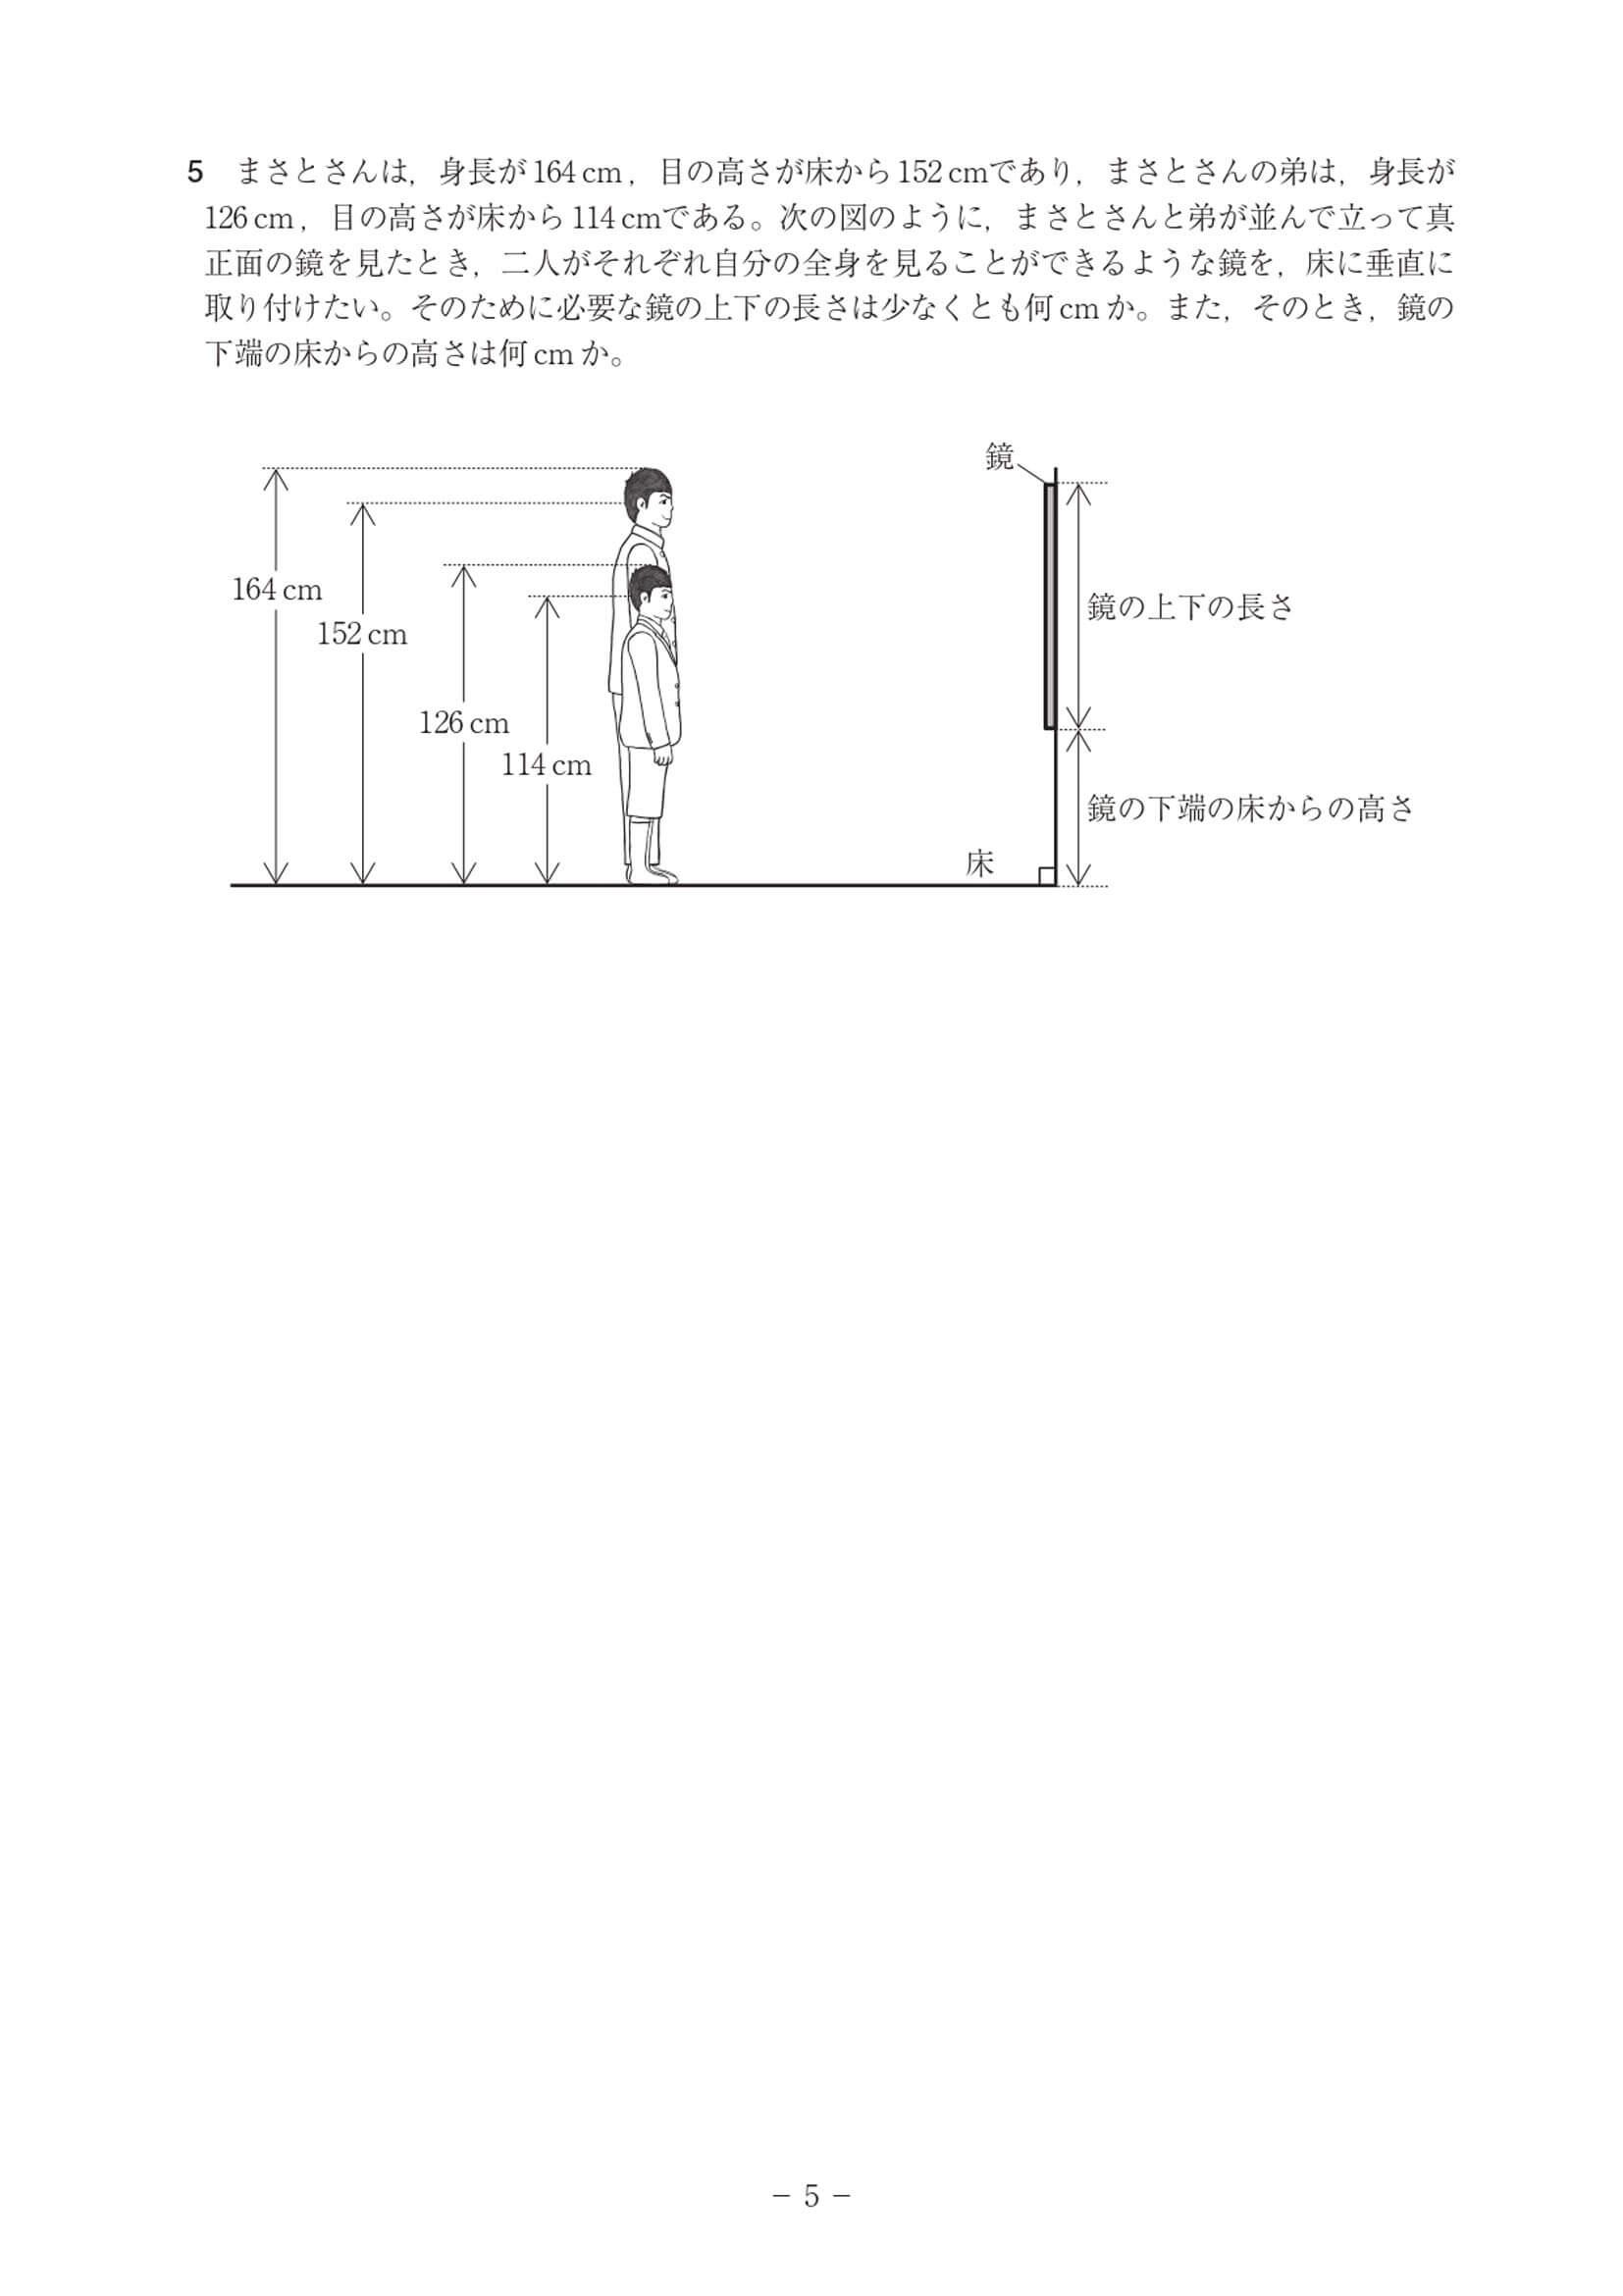 5　まさとさんは，身長が164 cm，目の高さが床から152 cmであり，まさとさんの弟は，身長が
126 cm，目の高さが床から114 cmである。次の図のように，まさとさんと弟が並んで立って真
正面の鏡を見たとき，二人がそれぞれ自分の全身を見ることができるような鏡を，床に垂直に
取り付けたい。そのために必要な鏡の上下の長さは少なくとも何 cm か。また，そのとき，鏡の
下端の床からの高さは何 cm か。
鏡
164 cm
鏡の上下の長さ
152 cm
126 cm
114 cm
鏡の下端の床からの高さ
床
− 5 −